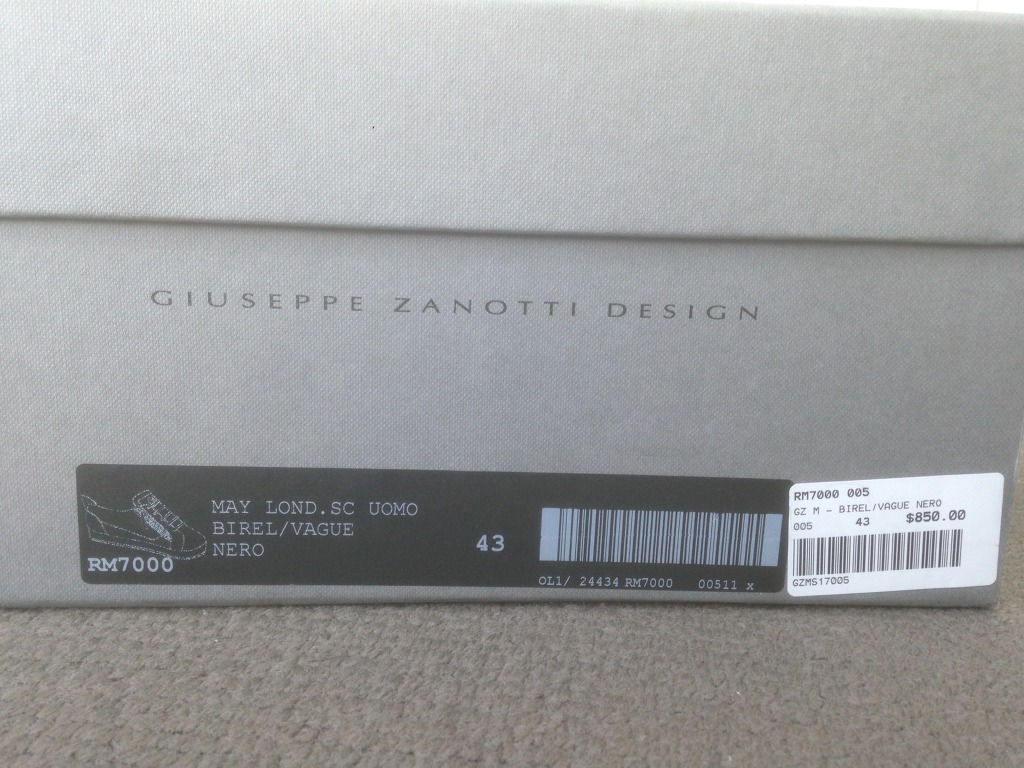 GIUSEPPE ZANOTTI DESIGN
MAY LOND.SC UOMO
BIREL/VAGUE
NERO
43
RM7000
OL1/ 24434 RM7000 00511 x
RM7000 005
GZ M - BIREL/VAGUE NERO
005 43 $850.00
GZMS17005